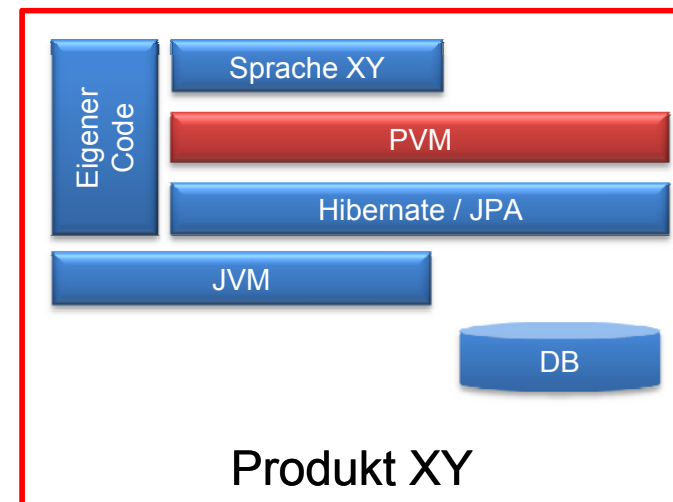 Eigener
Code
Sprache XY
PVM
Hibernate / JPA
JVM
DB
Produkt XY